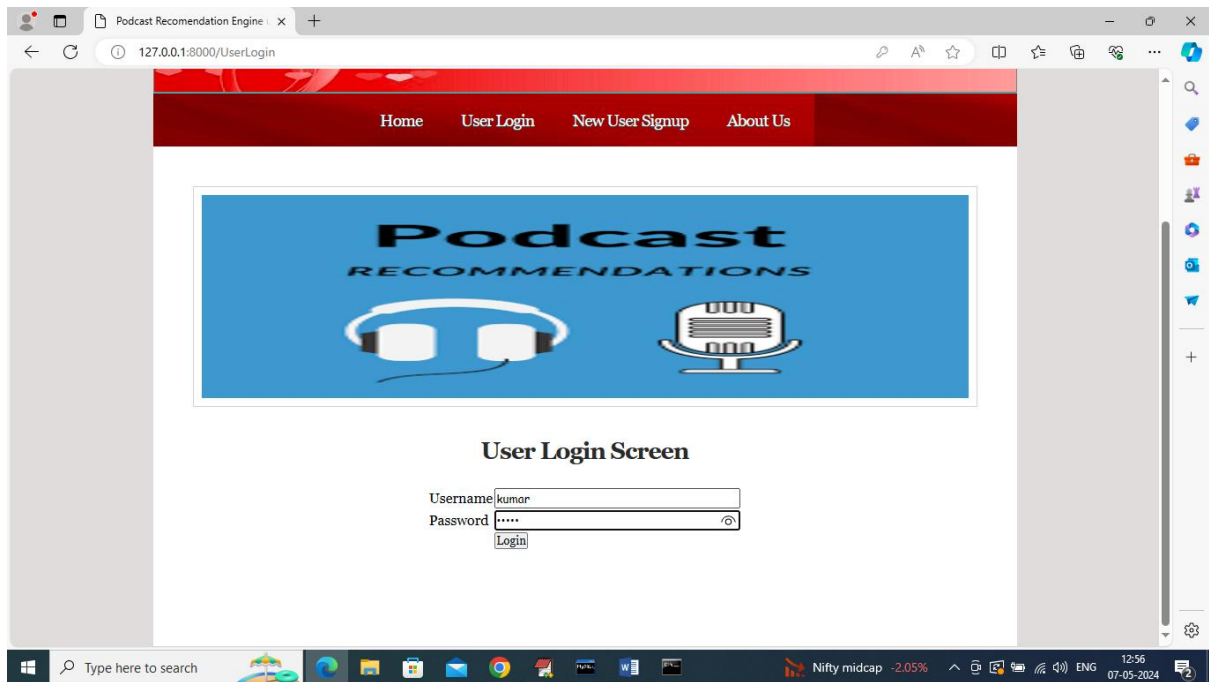 Podcast Recomendation Engine
127.0.0.1:8000/UserLogin
Home User Login New User Signup About Us
Podcast
RECOMMENDATIONS
User Login Screen
Username kumar
Password •••••
Login
Type here to search
Nifty midcap -2.05% ENG 12:56
07-05-2024
2